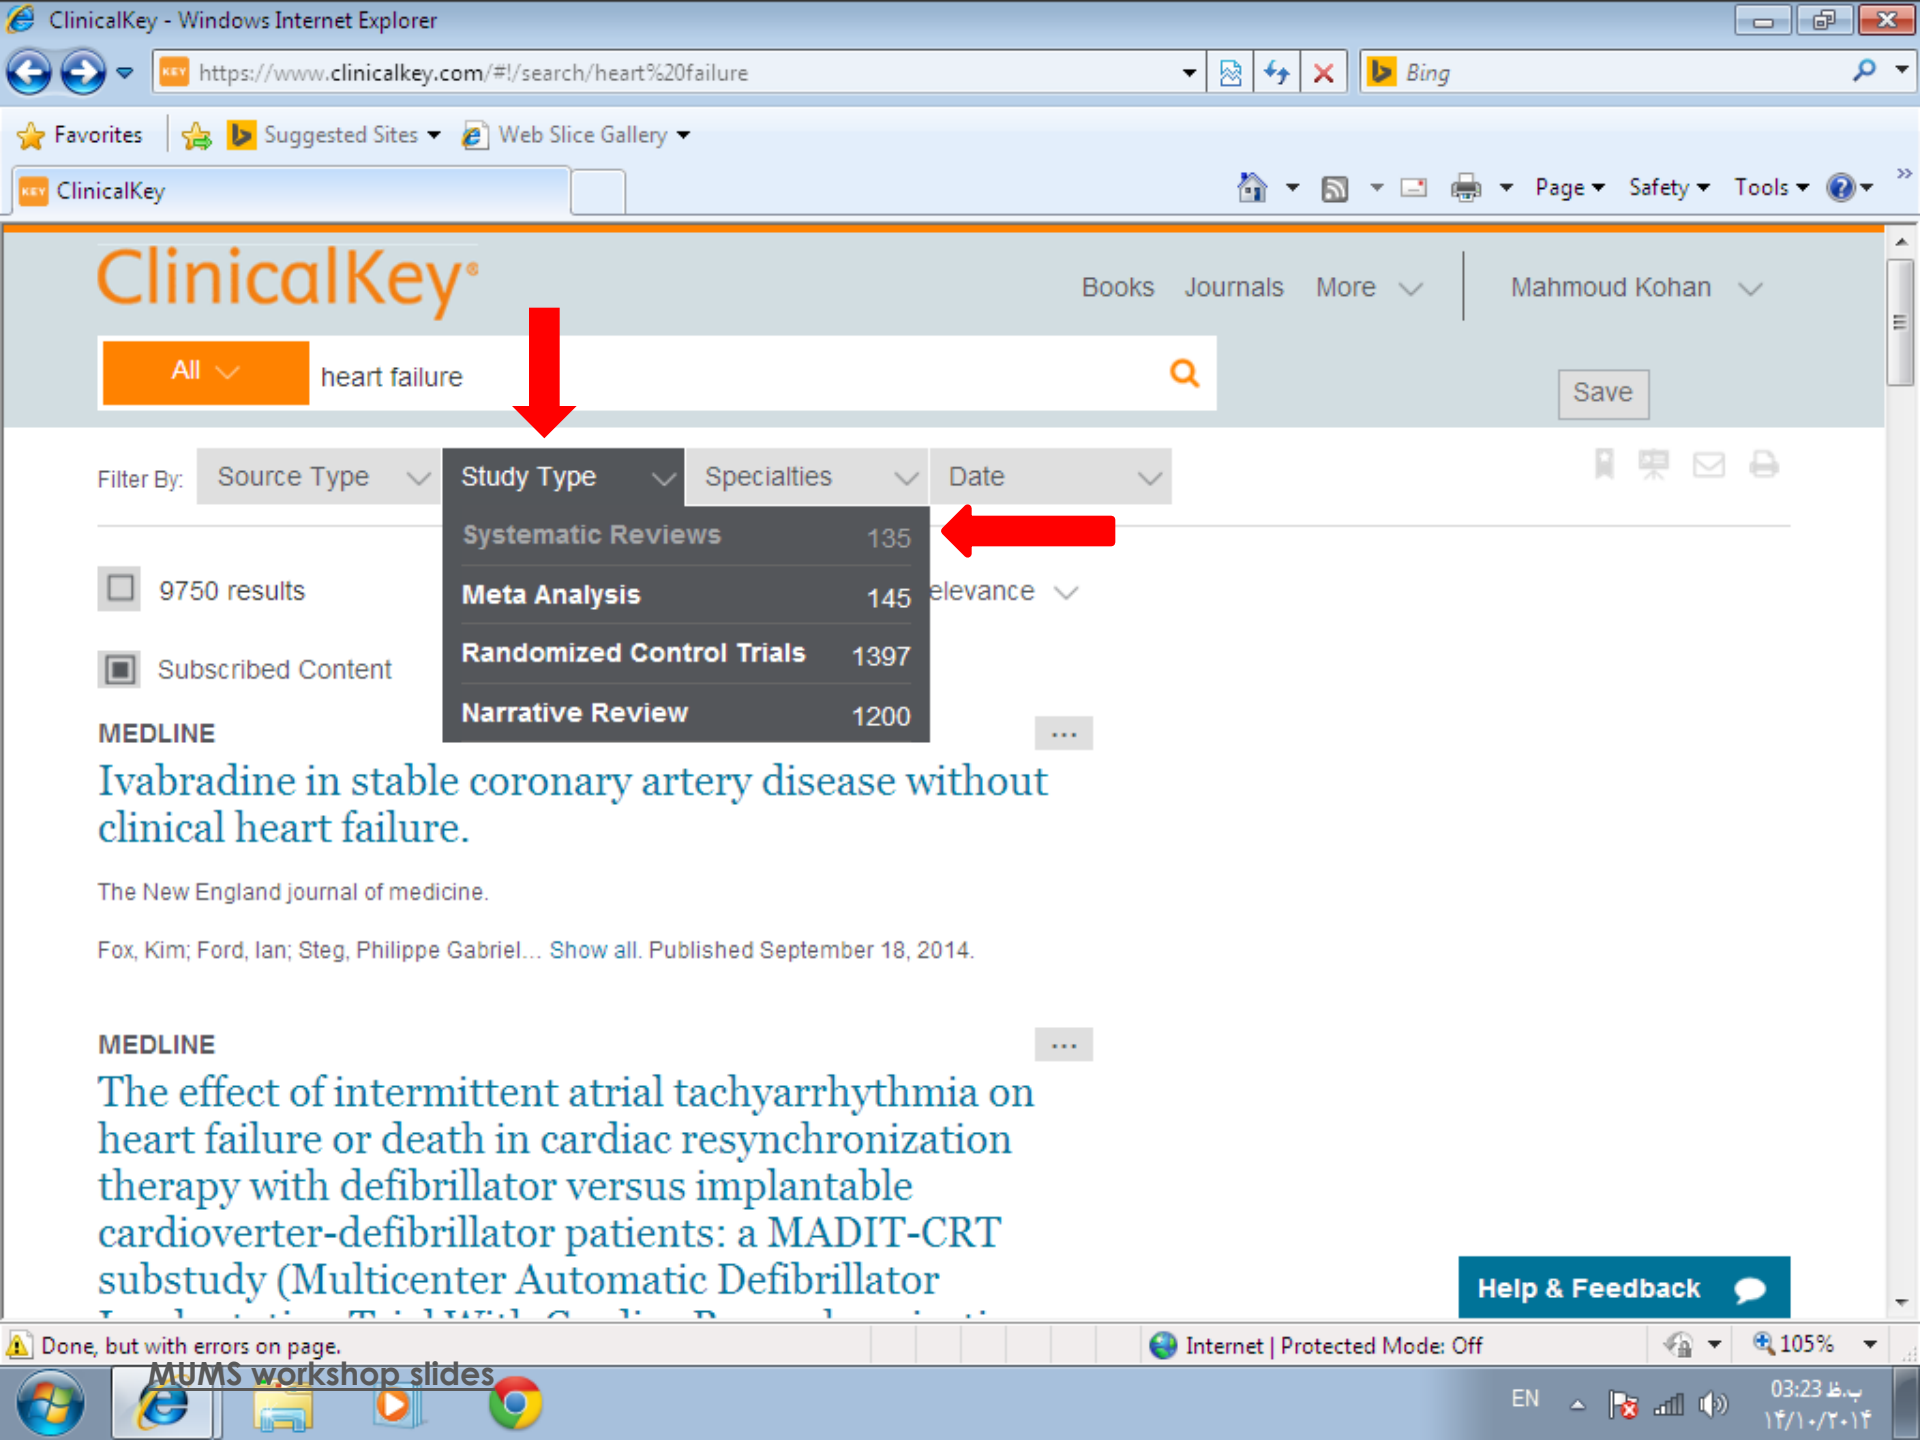 ClinicalKey - Windows Internet Explorer
KEY https://www.clinicalkey.com/#!/search/heart%20failure
Bing
Favorites Suggested Sites Web Slice Gallery
KEY ClinicalKey
Page Safety Tools
ClinicalKey®
Books Journals More Mahmoud Kohan
All heart failure
Save
Filter By: Source Type Study Type Specialties Date
Systematic Reviews 135
9750 results
Meta Analysis 145
elevance
Randomized Control Trials 1397
Subscribed Content
Narrative Review 1200
MEDLINE
...
Ivabradine in stable coronary artery disease without
clinical heart failure.
The New England journal of medicine.
Fox, Kim; Ford, Ian; Steg, Philippe Gabriel... Show all. Published September 18, 2014.
MEDLINE
...
The effect of intermittent atrial tachyarrhythmia on
heart failure or death in cardiac resynchronization
therapy with defibrillator versus implantable
cardioverter-defibrillator patients: a MADIT-CRT
substudy (Multicenter Automatic Defibrillator
Help & Feedback
Done, but with errors on page.
Internet | Protected Mode: Off
105%
MUMS workshop slides
EN
03:23 ب.ظ
۱۴/۱۰/۲۰۱۴